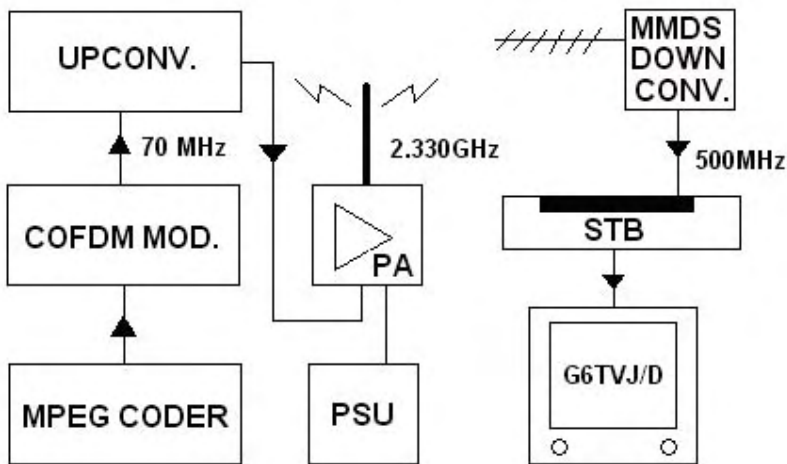 UPCONV.
70 MHz
COFDM MOD.
MPEG CODER
2.330GHz
PA
PSU
MMDS
DOWN
CONV.
500MHz
STB
G6TVJ/D